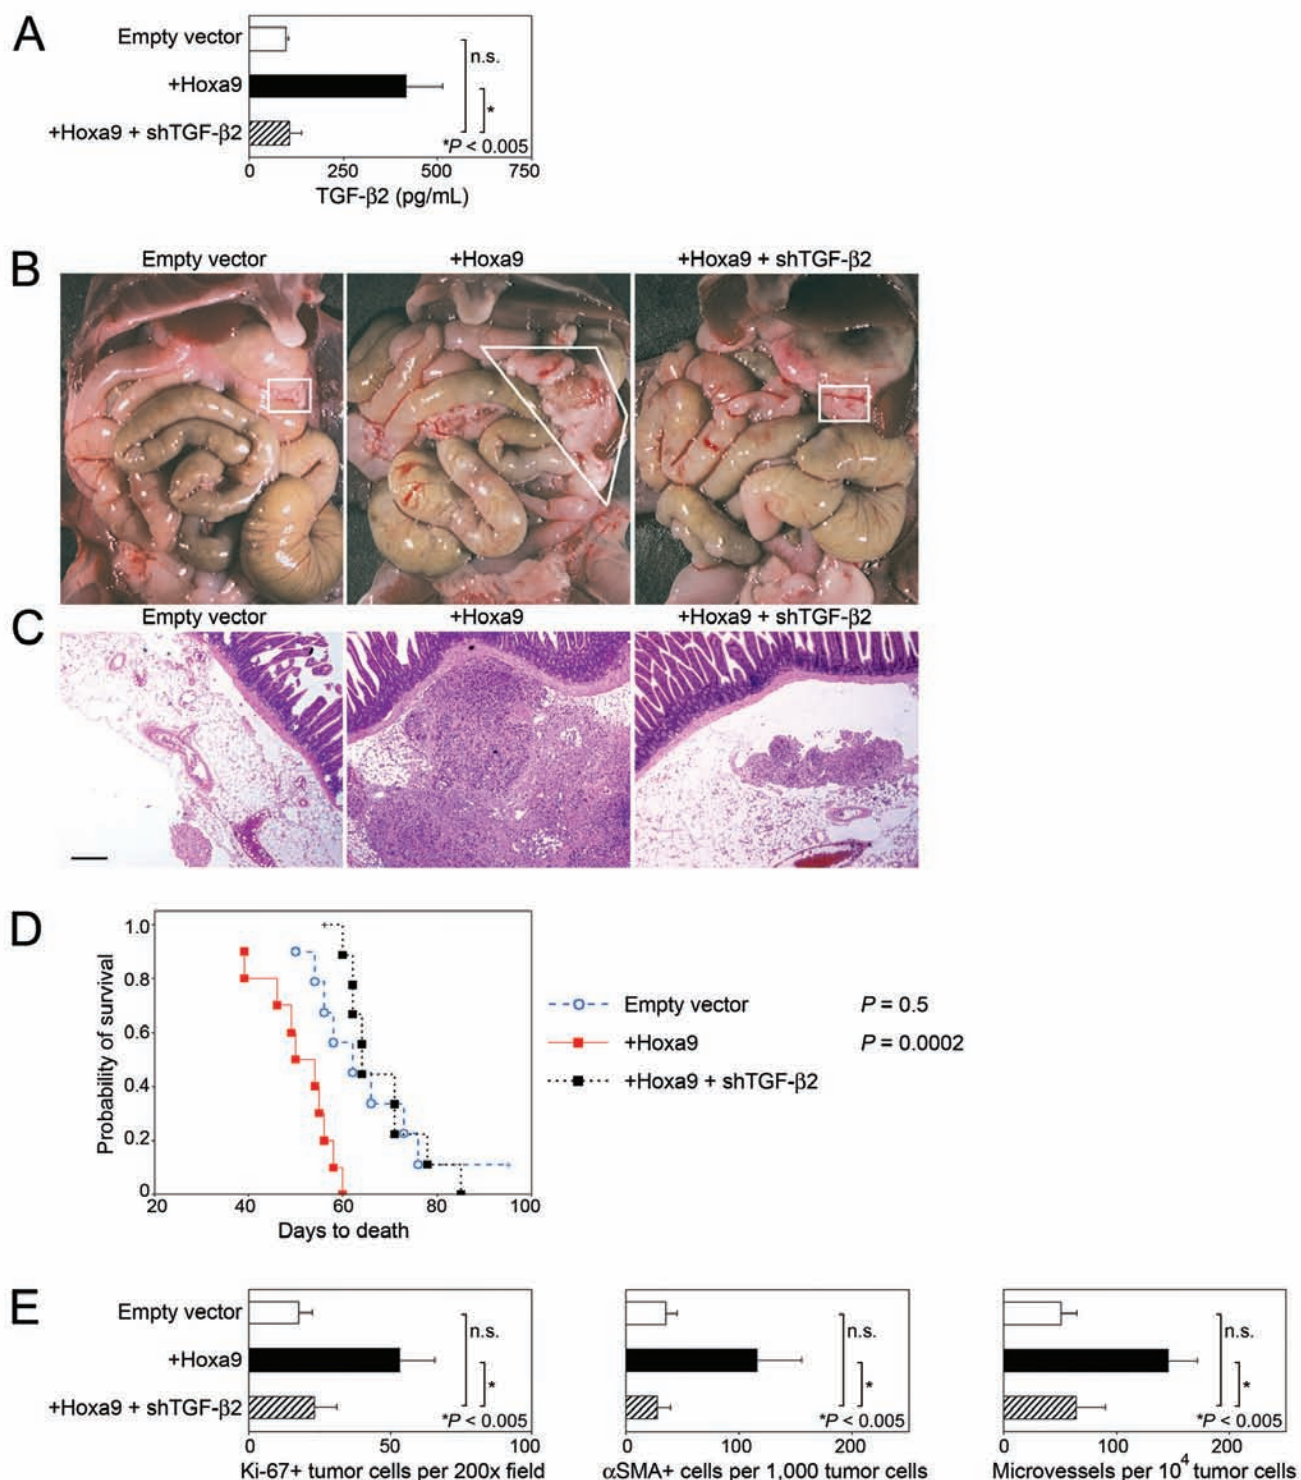 A
Empty vector
+Hoxa9
+Hoxa9 + shTGF-β2
n.s.
*
*P < 0.005
0 250 500 750
TGF-β2 (pg/mL)
B
Empty vector +Hoxa9 +Hoxa9 + shTGF-β2
C
Empty vector +Hoxa9 +Hoxa9 + shTGF-β2
D
Probability of survival
1.0
0.8
0.6
0.4
0.2
0
20 40 60 80 100
Days to death
Empty vector P = 0.5
+Hoxa9 P = 0.0002
+Hoxa9 + shTGF-β2
E
Empty vector
+Hoxa9
+Hoxa9 + shTGF-β2
n.s.
*
*P < 0.005
0 50 100
Ki-67+ tumor cells per 200x field
n.s.
*
*P < 0.005
0 100 200
αSMA+ cells per 1,000 tumor cells
n.s.
*
*P < 0.005
0 100 200
Microvessels per 10⁴ tumor cells